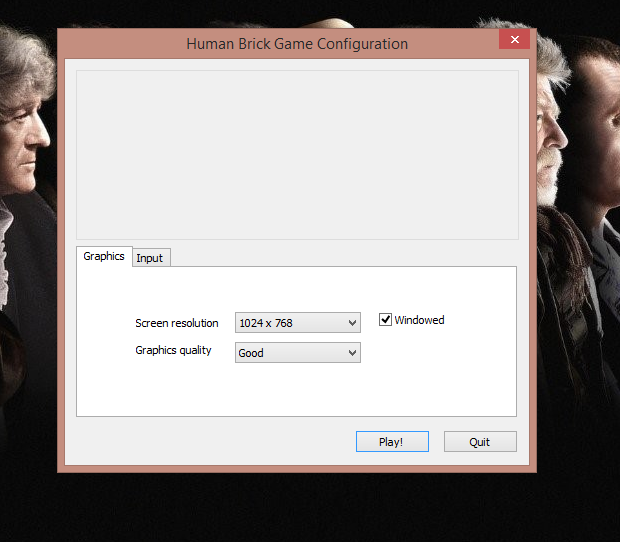 Human Brick Game Configuration
Graphics
Input
Screen resolution
1024 x 768
Windowed
Graphics quality
Good
Play!
Quit